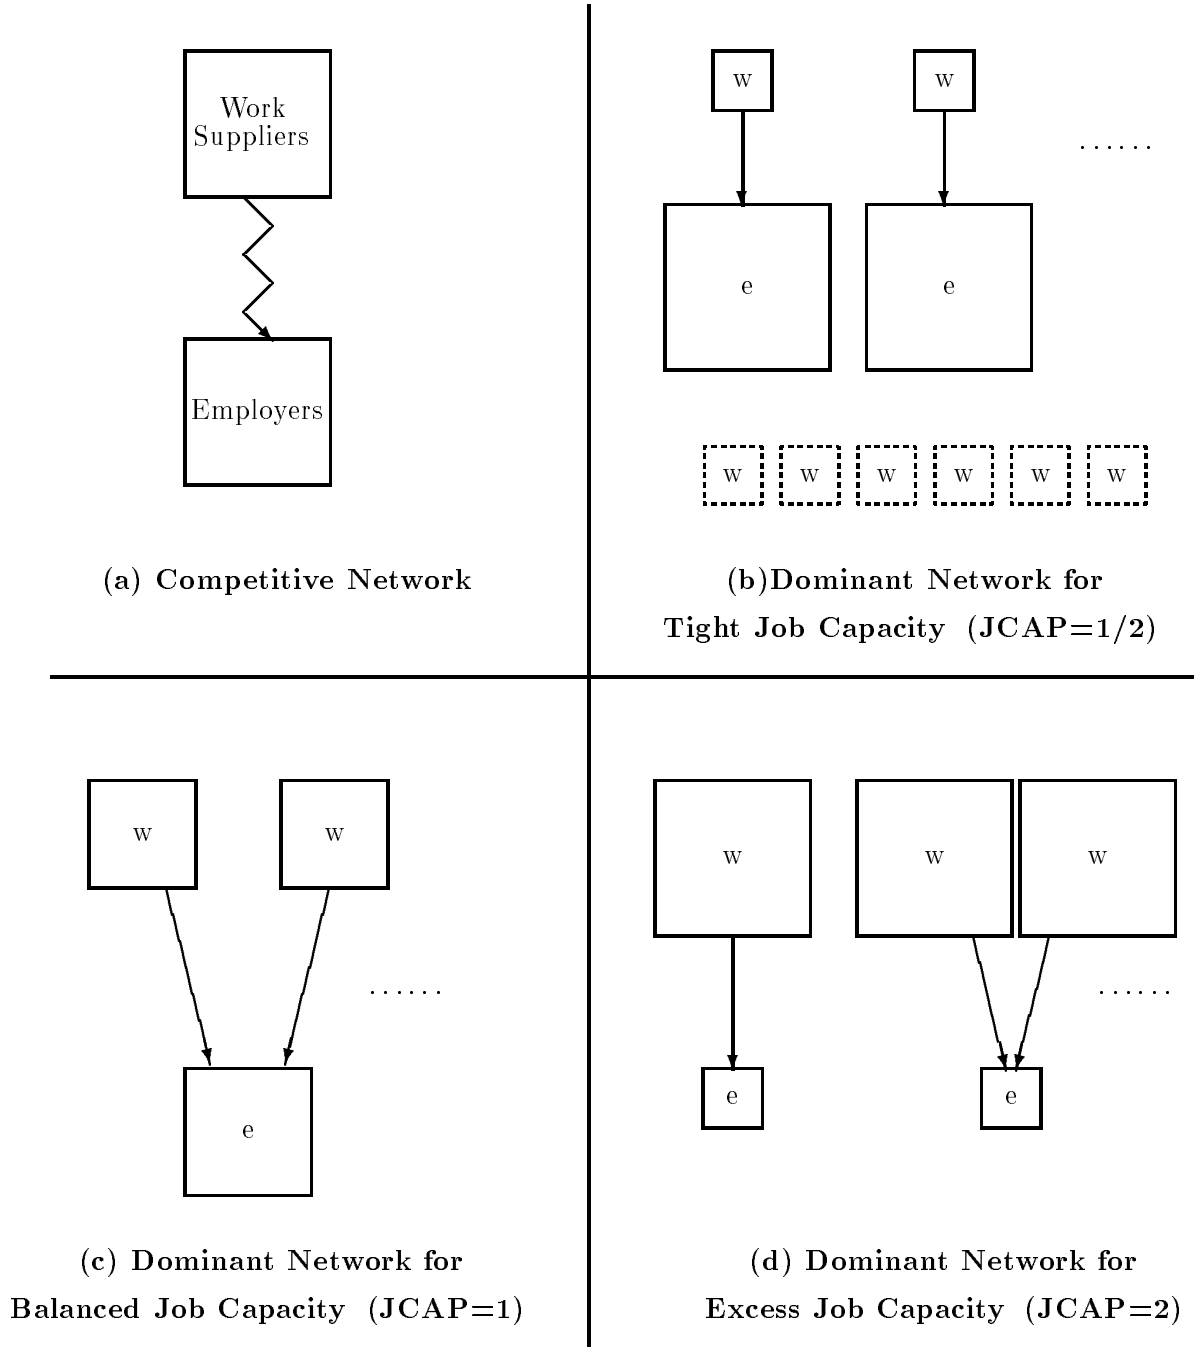 Work
Suppliers
Employers
(a) Competitive Network
w w
......
e e
w w w w w w
(b)Dominant Network for
Tight Job Capacity (JCAP=1/2)
w w
......
e
(c) Dominant Network for
Balanced Job Capacity (JCAP=1)
w w w
......
e e
(d) Dominant Network for
Excess Job Capacity (JCAP=2)